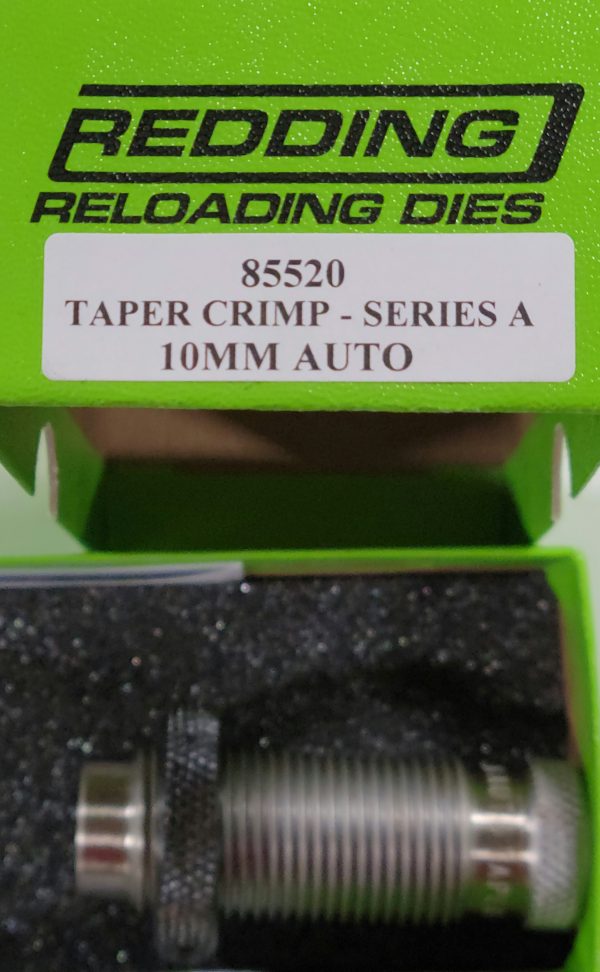 REDDING
RELOADING DIES
85520
TAPER CRIMP - SERIES A
10MM AUTO